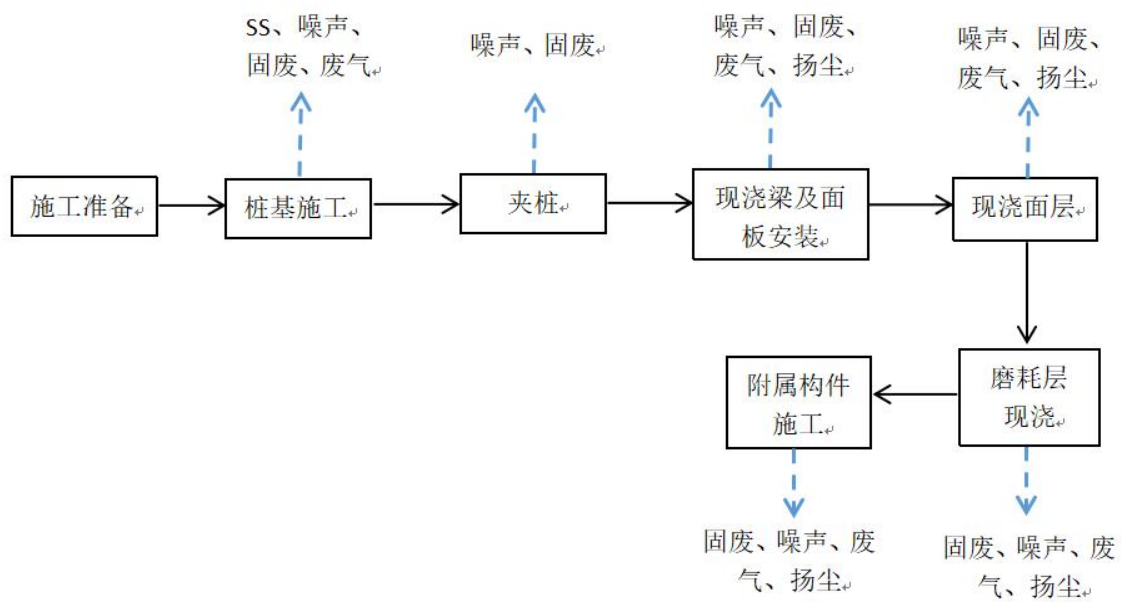 SS、噪声、
固废、废气
噪声、固废
噪声、固废、
废气、扬尘
噪声、固废、
废气、扬尘
施工准备
桩基施工
夹桩
现浇梁及面
板安装
现浇面层
附属构件
施工
磨耗层
现浇
固废、噪声、废
气、扬尘
固废、噪声、废
气、扬尘